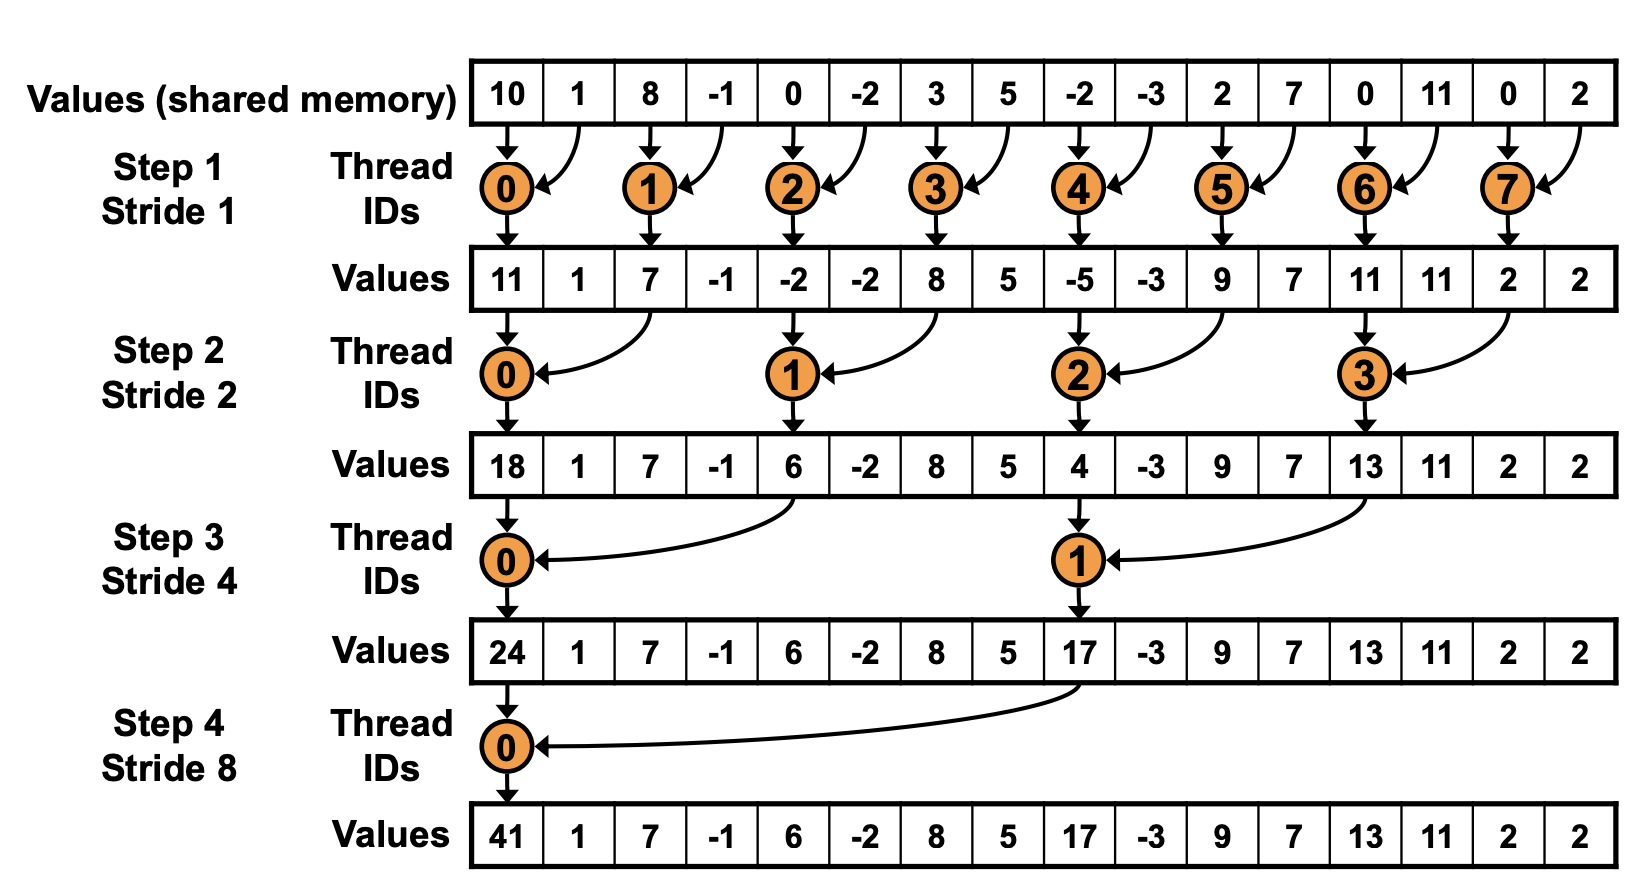 Values (shared memory) 10 1 8 -1 0 -2 3 5 -2 -3 2 7 0 11 0 2
Step 1 Thread
0 1 2 3 4 5 6 7
Stride 1 IDs
Values 11 1 7 -1 -2 -2 8 5 -5 -3 9 7 11 11 2 2
Step 2 Thread
0 1 2 3
Stride 2 IDs
Values 18 1 7 -1 6 -2 8 5 4 -3 9 7 13 11 2 2
Step 3 Thread
0 1
Stride 4 IDs
Values 24 1 7 -1 6 -2 8 5 17 -3 9 7 13 11 2 2
Step 4 Thread
0
Stride 8 IDs
Values 41 1 7 -1 6 -2 8 5 17 -3 9 7 13 11 2 2